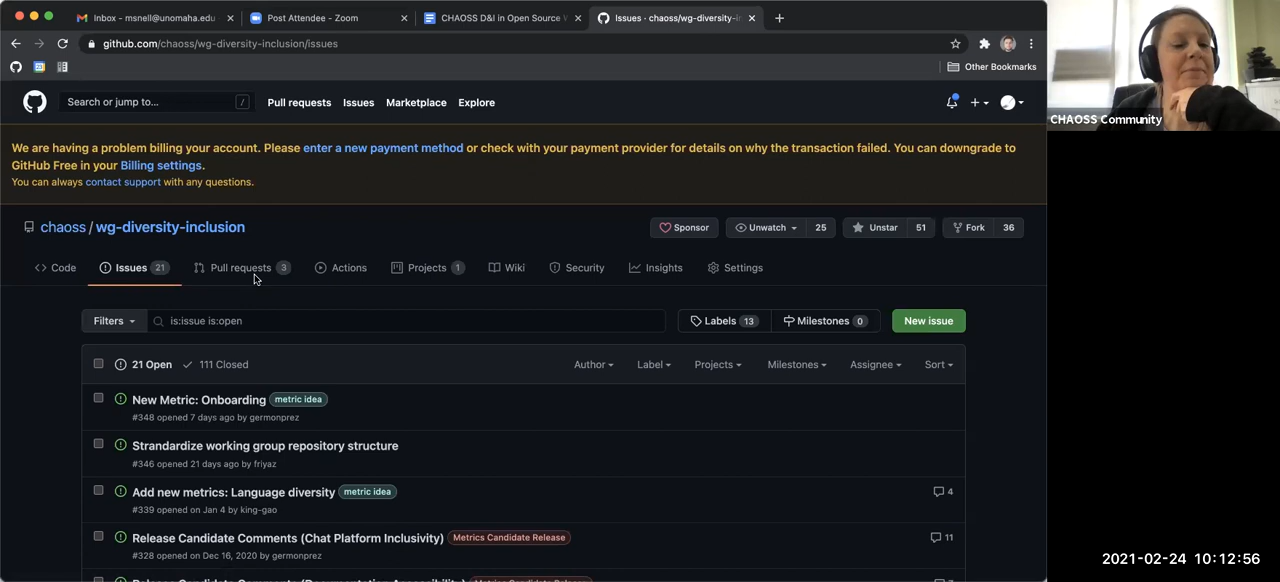 Inbox - msnell@unomaha.edu
Post Attendee - Zoom
CHAOSS D&I in Open Source W
Issues · chaoss/wg-diversity-in
github.com/chaoss/wg-diversity-inclusion/issues
Other Bookmarks
Search or jump to...
/
Pull requests
Issues
Marketplace
Explore
We are having a problem billing your account. Please enter a new payment method or check with your payment provider for details on why the transaction failed. You can downgrade to
GitHub Free in your Billing settings.
You can always contact support with any questions.
chaoss / wg-diversity-inclusion
Sponsor
Unwatch 25
Unstar 51
Fork 36
Code
Issues 21
Pull requests 3
Actions
Projects 1
Wiki
Security
Insights
Settings
Filters
is:issue is:open
Labels 13
Milestones 0
New issue
21 Open
111 Closed
Author
Label
Projects
Milestones
Assignee
Sort
New Metric: Onboarding metric idea
#348 opened 7 days ago by germonprez
Strandardize working group repository structure
#346 opened 21 days ago by friyaz
Add new metrics: Language diversity metric idea
4
#339 opened on Jan 4 by king-gao
Release Candidate Comments (Chat Platform Inclusivity) Metrics Candidate Release
11
#328 opened on Dec 16, 2020 by germonprez
Release Candidate Comments (Documentation Accessibility) Metrics Candidate Release
CHAOSS Community
2021-02-24 10:12:56